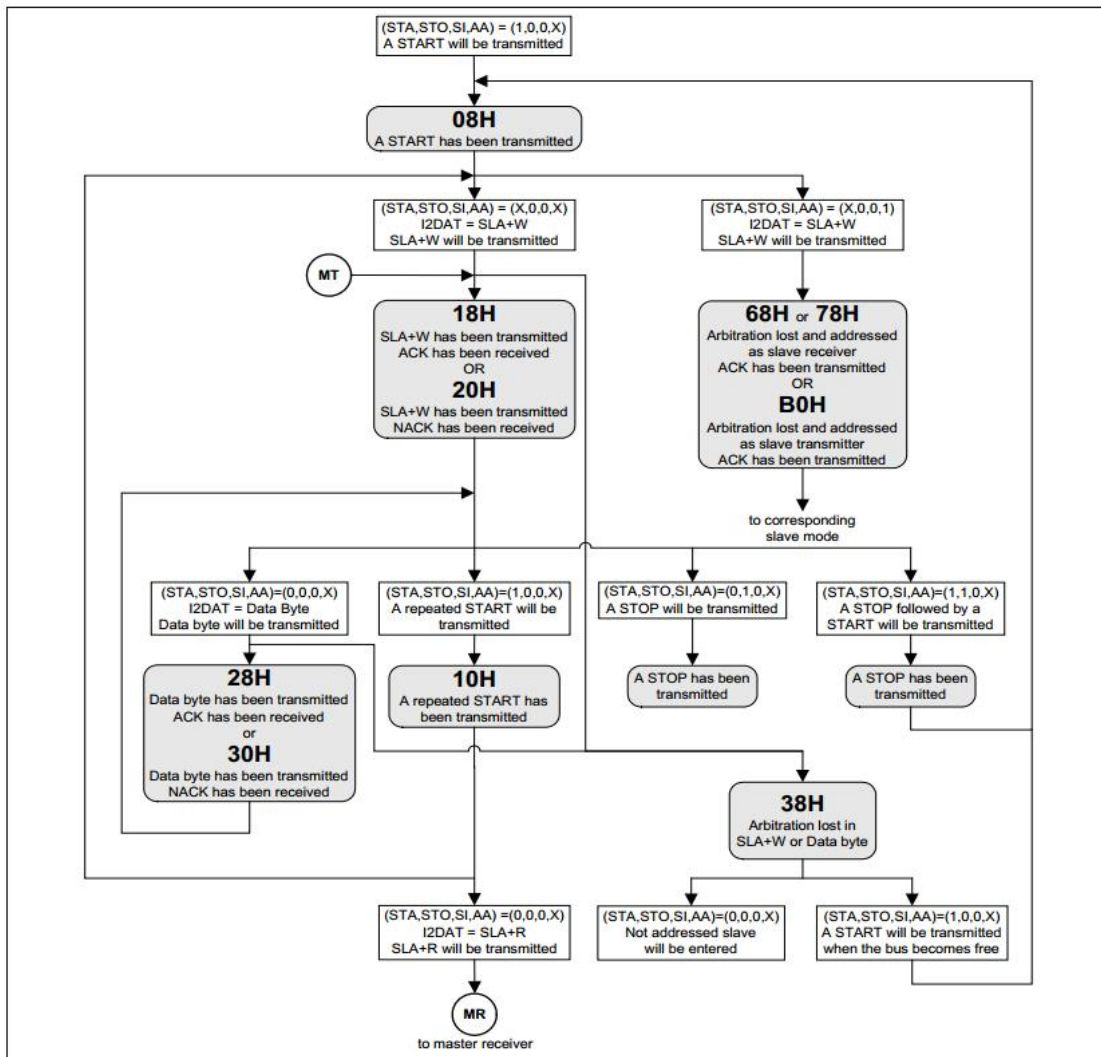 (STA,STO,SI,AA) = (1,0,0,X)
A START will be transmitted
08H
A START has been transmitted
(STA,STO,SI,AA) = (X,0,0,X)
I2DAT = SLA+W
SLA+W will be transmitted
(STA,STO,SI,AA) = (X,0,0,1)
I2DAT = SLA+W
SLA+W will be transmitted
MT
18H
SLA+W has been transmitted
ACK has been received
OR
20H
SLA+W has been transmitted
NACK has been received
68H or 78H
Arbitration lost and addressed
as slave receiver
ACK has been transmitted
OR
B0H
Arbitration lost and addressed
as slave transmitter
ACK has been transmitted
to corresponding
slave mode
(STA,STO,SI,AA)=(0,0,0,X)
I2DAT = Data Byte
Data byte will be transmitted
(STA,STO,SI,AA)=(1,0,0,X)
A repeated START will be
transmitted
(STA,STO,SI,AA)=(0,1,0,X)
A STOP will be transmitted
(STA,STO,SI,AA)=(1,1,0,X)
A STOP followed by a
START will be transmitted
28H
Data byte has been transmitted
ACK has been received
or
30H
Data byte has been transmitted
NACK has been received
10H
A repeated START has
been transmitted
A STOP has been
transmitted
A STOP has been
transmitted
38H
Arbitration lost in
SLA+W or Data byte
(STA,STO,SI,AA) =(0,0,0,X)
I2DAT = SLA+R
SLA+R will be transmitted
(STA,STO,SI,AA)=(0,0,0,X)
Not addressed slave
will be entered
(STA,STO,SI,AA)=(1,0,0,X)
A START will be transmitted
when the bus becomes free
MR
to master receiver